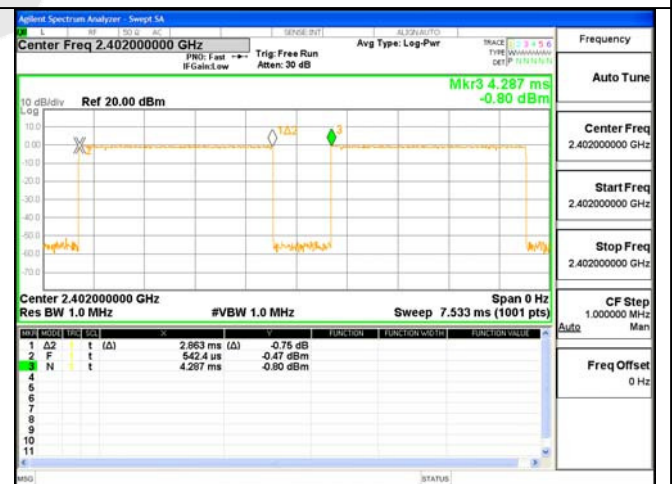 Agilent Spectrum Analyzer - Swept SA
L RF 50 Ω AC SENSE:INT ALIGNAUTO
Center Freq 2.402000000 GHz
PNO: Fast
IFGain:Low
Trig: Free Run
Atten: 30 dB
Avg Type: Log-Pwr
TRACE 1 2 3 4 5 6
TYPE
DET P N N N N N
Mkr3 4.287 ms
-0.80 dBm
10 dB/div Ref 20.00 dBm
Log
10.0
0.00
-10.0
-20.0
-30.0
-40.0
-50.0
-60.0
-70.0
2
1Δ2
3
Center 2.402000000 GHz Span 0 Hz
Res BW 1.0 MHz #VBW 1.0 MHz Sweep 7.533 ms (1001 pts)
MKR MODE TRC SCL X Y FUNCTION FUNCTION WIDTH FUNCTION VALUE
1 Δ2 t (Δ) 2.863 ms (Δ) -0.75 dB
2 F t 542.4 µs -0.47 dBm
3 N t 4.287 ms -0.80 dBm
4
5
6
7
8
9
10
11
MSG STATUS
Frequency
Auto Tune
Center Freq
2.402000000 GHz
Start Freq
2.402000000 GHz
Stop Freq
2.402000000 GHz
CF Step
1.000000 MHz
Auto Man
Freq Offset
0 Hz